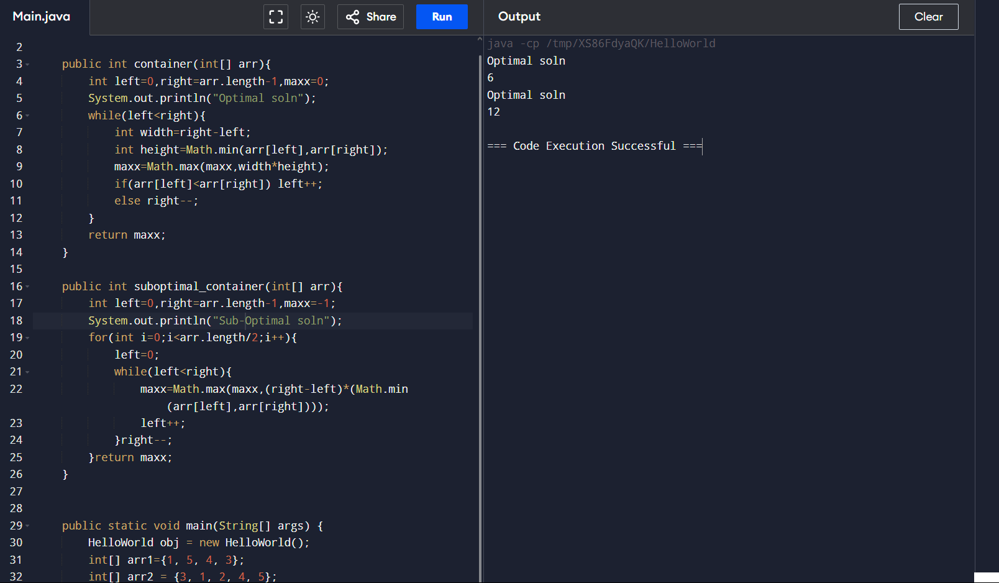 Main.java
Share
Run
Output
Clear
2
3 public int container(int[] arr){
4 int left=0,right=arr.length-1,maxx=0;
5 System.out.println("Optimal soln");
6 while(left<right){
7 int width=right-left;
8 int height=Math.min(arr[left],arr[right]);
9 maxx=Math.max(maxx,width*height);
10 if(arr[left]<arr[right]) left++;
11 else right--;
12 }
13 return maxx;
14 }
15
16 public int suboptimal_container(int[] arr){
17 int left=0,right=arr.length-1,maxx=-1;
18 System.out.println("Sub-Optimal soln");
19 for(int i=0;i<arr.length/2;i++){
20 left=0;
21 while(left<right){
22 maxx=Math.max(maxx,(right-left)*(Math.min
(arr[left],arr[right])));
23 left++;
24 }right--;
25 }return maxx;
26 }
27
28
29 public static void main(String[] args) {
30 HelloWorld obj = new HelloWorld();
31 int[] arr1={1, 5, 4, 3};
32 int[] arr2 = {3, 1, 2, 4, 5};
java -cp /tmp/XS86FdyaQK/HelloWorld
Optimal soln
6
Optimal soln
12
=== Code Execution Successful ===